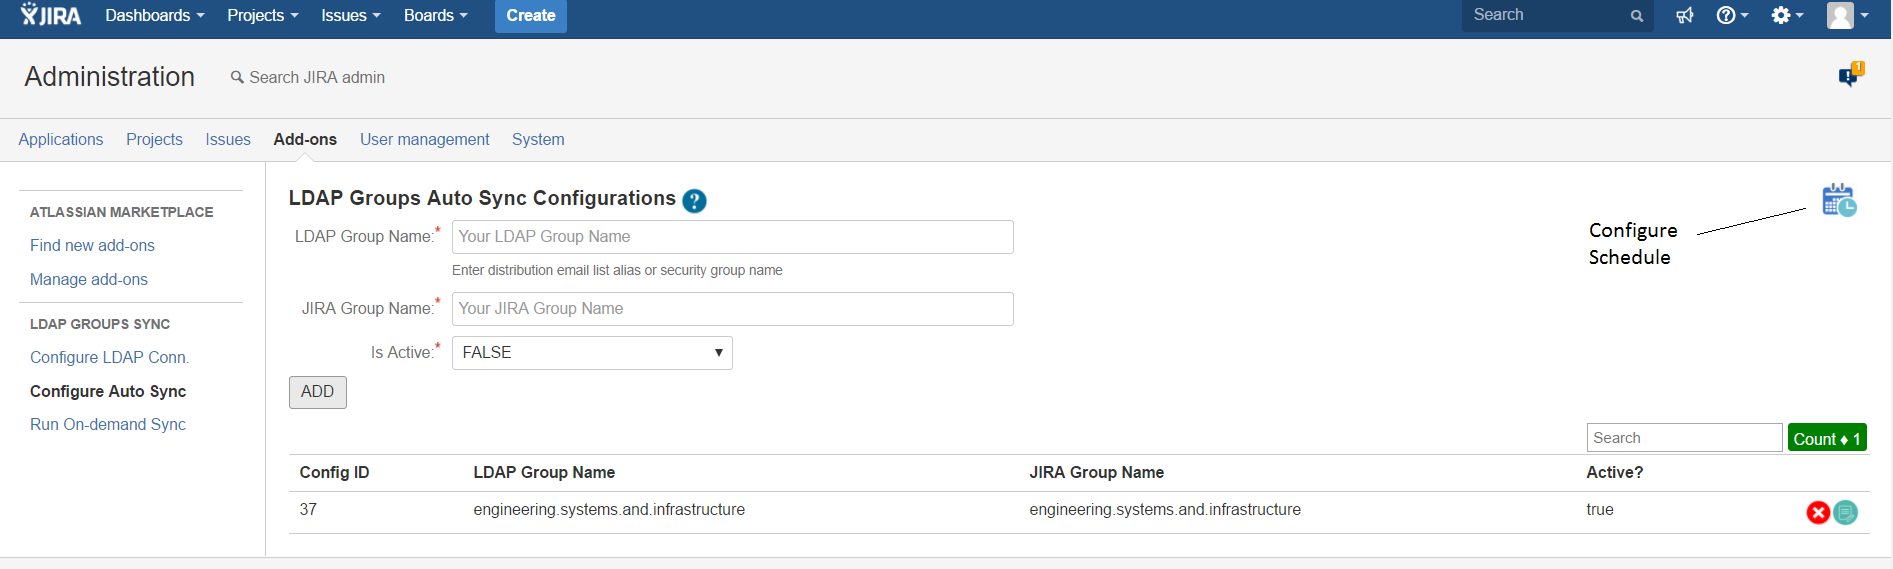 JIRA Dashboards Projects Issues Boards Create Search
Administration Search JIRA admin
1
Applications Projects Issues Add-ons User management System
ATLASSIAN MARKETPLACE
Find new add-ons
Manage add-ons
LDAP GROUPS SYNC
Configure LDAP Conn.
Configure Auto Sync
Run On-demand Sync
LDAP Groups Auto Sync Configurations ?
LDAP Group Name:* Your LDAP Group Name
Enter distribution email list alias or security group name
JIRA Group Name:* Your JIRA Group Name
Is Active:* FALSE
ADD
Configure
Schedule
Search Count ♦ 1
Config ID LDAP Group Name JIRA Group Name Active?
37 engineering.systems.and.infrastructure engineering.systems.and.infrastructure true